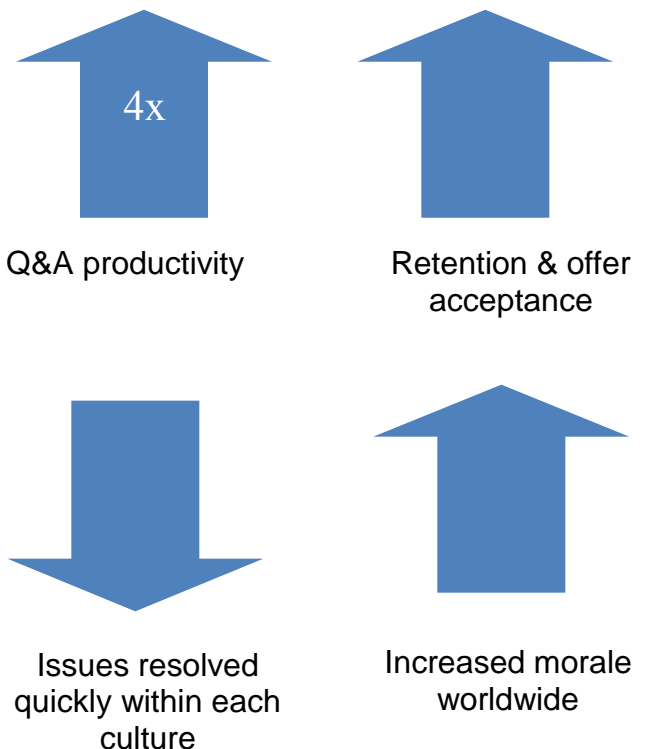 4x
Q&A productivity
Retention & offer
acceptance
Issues resolved
quickly within each
culture
Increased morale
worldwide